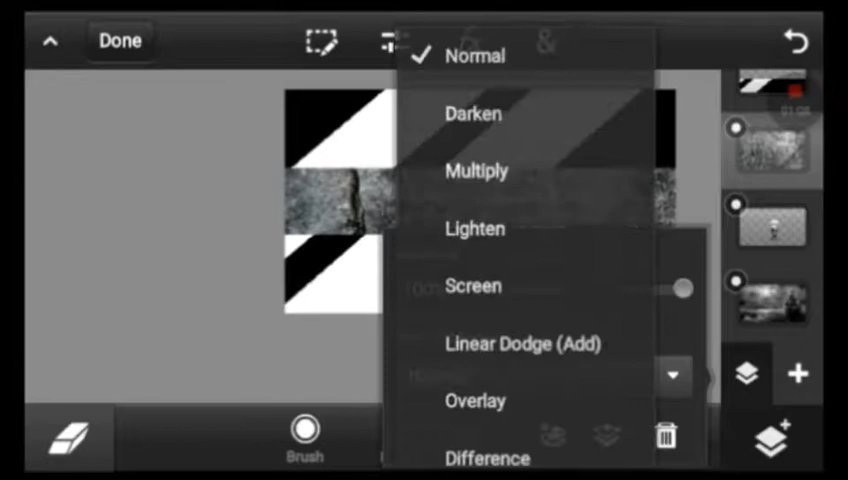 Done
Normal
Darken
Multiply
Lighten
Screen
Linear Dodge (Add)
Overlay
Difference
Brush